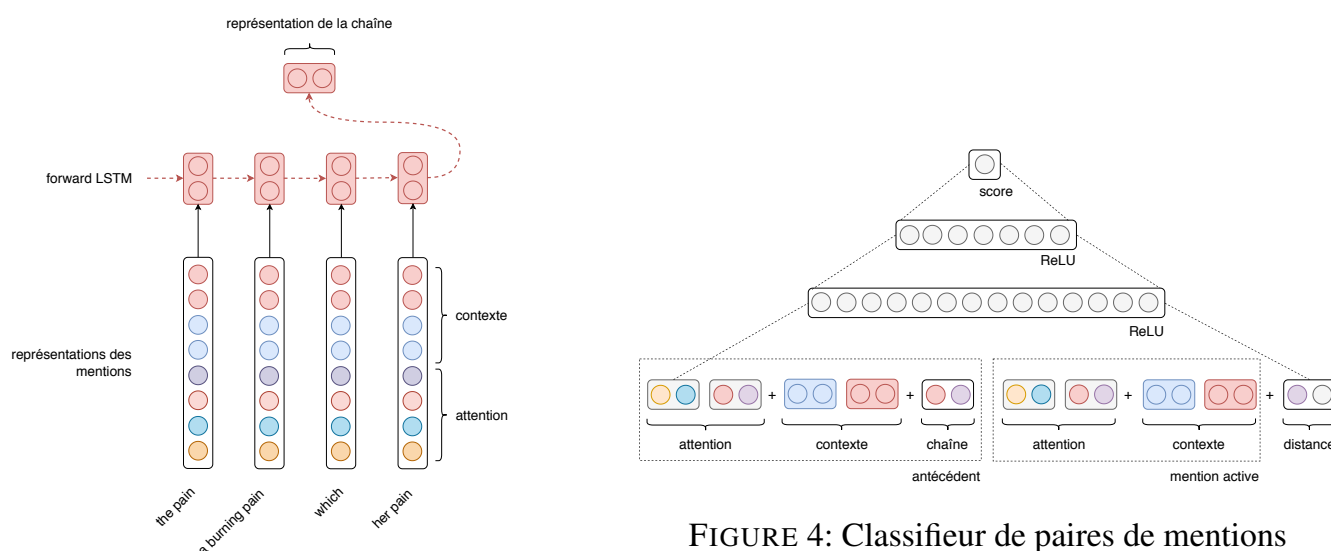 représentation de la chaîne
forward LSTM
représentations des
mentions
contexte
attention
the pain
a burning pain
which
her pain
score
ReLU
ReLU
+ + + +
attention contexte chaîne attention contexte distance
antécédent mention active
FIGURE 4: Classifieur de paires de mentions